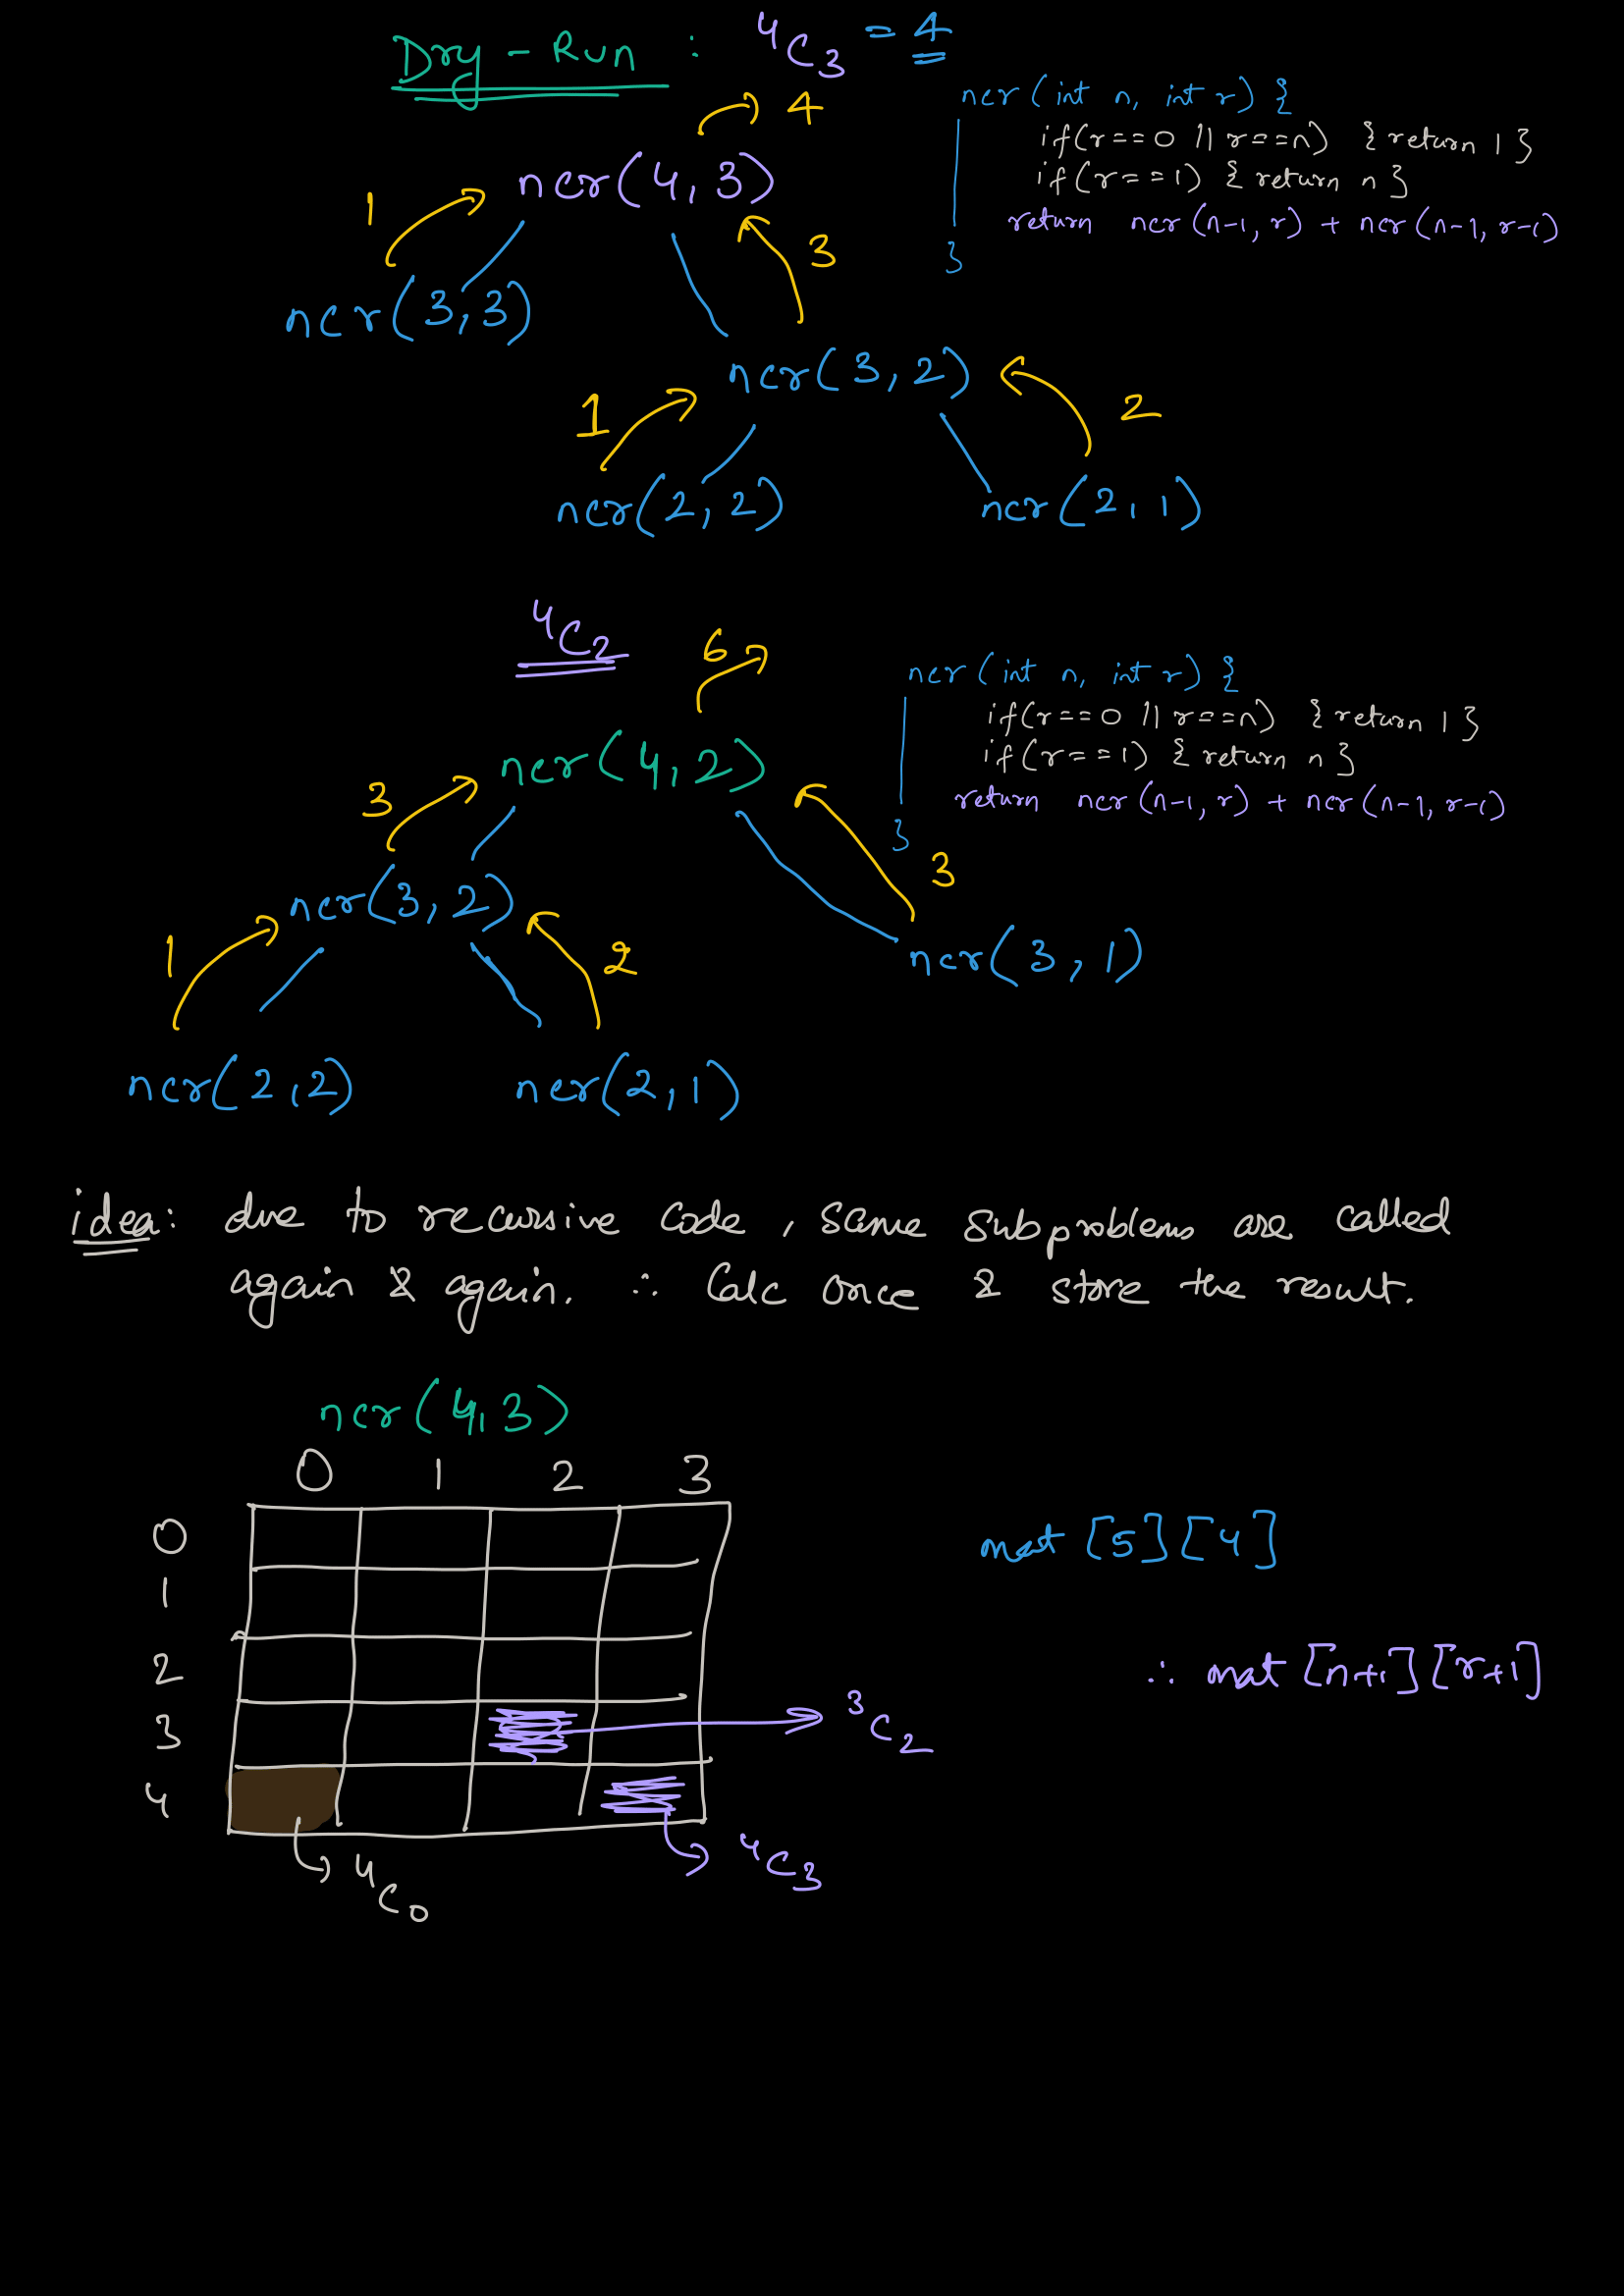 Dry-Run : ⁴C₃ = 4
4
ncr(int n, int r) {
if(r==0 || r==n) { return 1 }
if(r==1) { return n }
return ncr(n-1, r) + ncr(n-1, r-1)
}
ncr(4,3)
1
3
ncr(3,3)
ncr(3,2)
1
2
ncr(2,2)
ncr(2,1)
⁴C₂
6
ncr(int n, int r) {
if(r==0 || r==n) { return 1 }
if(r==1) { return n }
return ncr(n-1, r) + ncr(n-1, r-1)
}
ncr(4,2)
3
3
ncr(3,2)
ncr(3,1)
1
2
ncr(2,2)
ncr(2,1)
idea: due to recursive code, same subproblems are called
again & again. ∴ Calc once & store the result.
ncr(4,3)
0 1 2 3
0
1
2
3
4
³C₂
⁴C₃
⁴C₀
mat [5][4]
∴ mat [n+1][r+1]